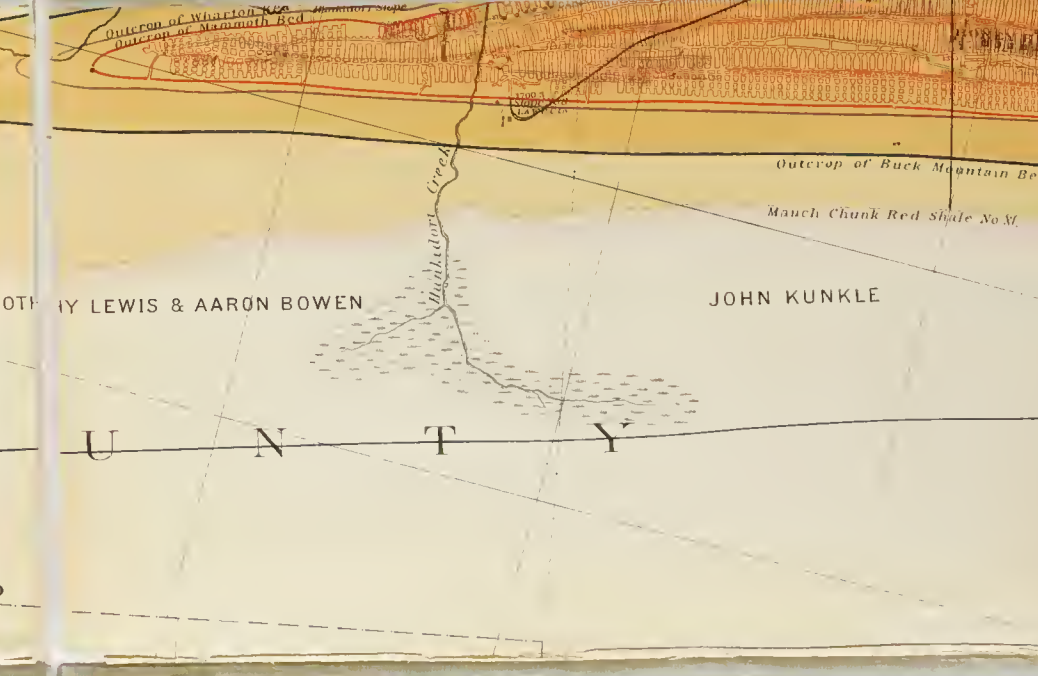 Outcrop of Wharton Bed
Outcrop of Mammoth Bed
Slope
Outcrop of Buck Mountain Be
Mauch Chunk Red Shale No XI.
Creek
OTHY LEWIS & AARON BOWEN
JOHN KUNKLE
U N T Y